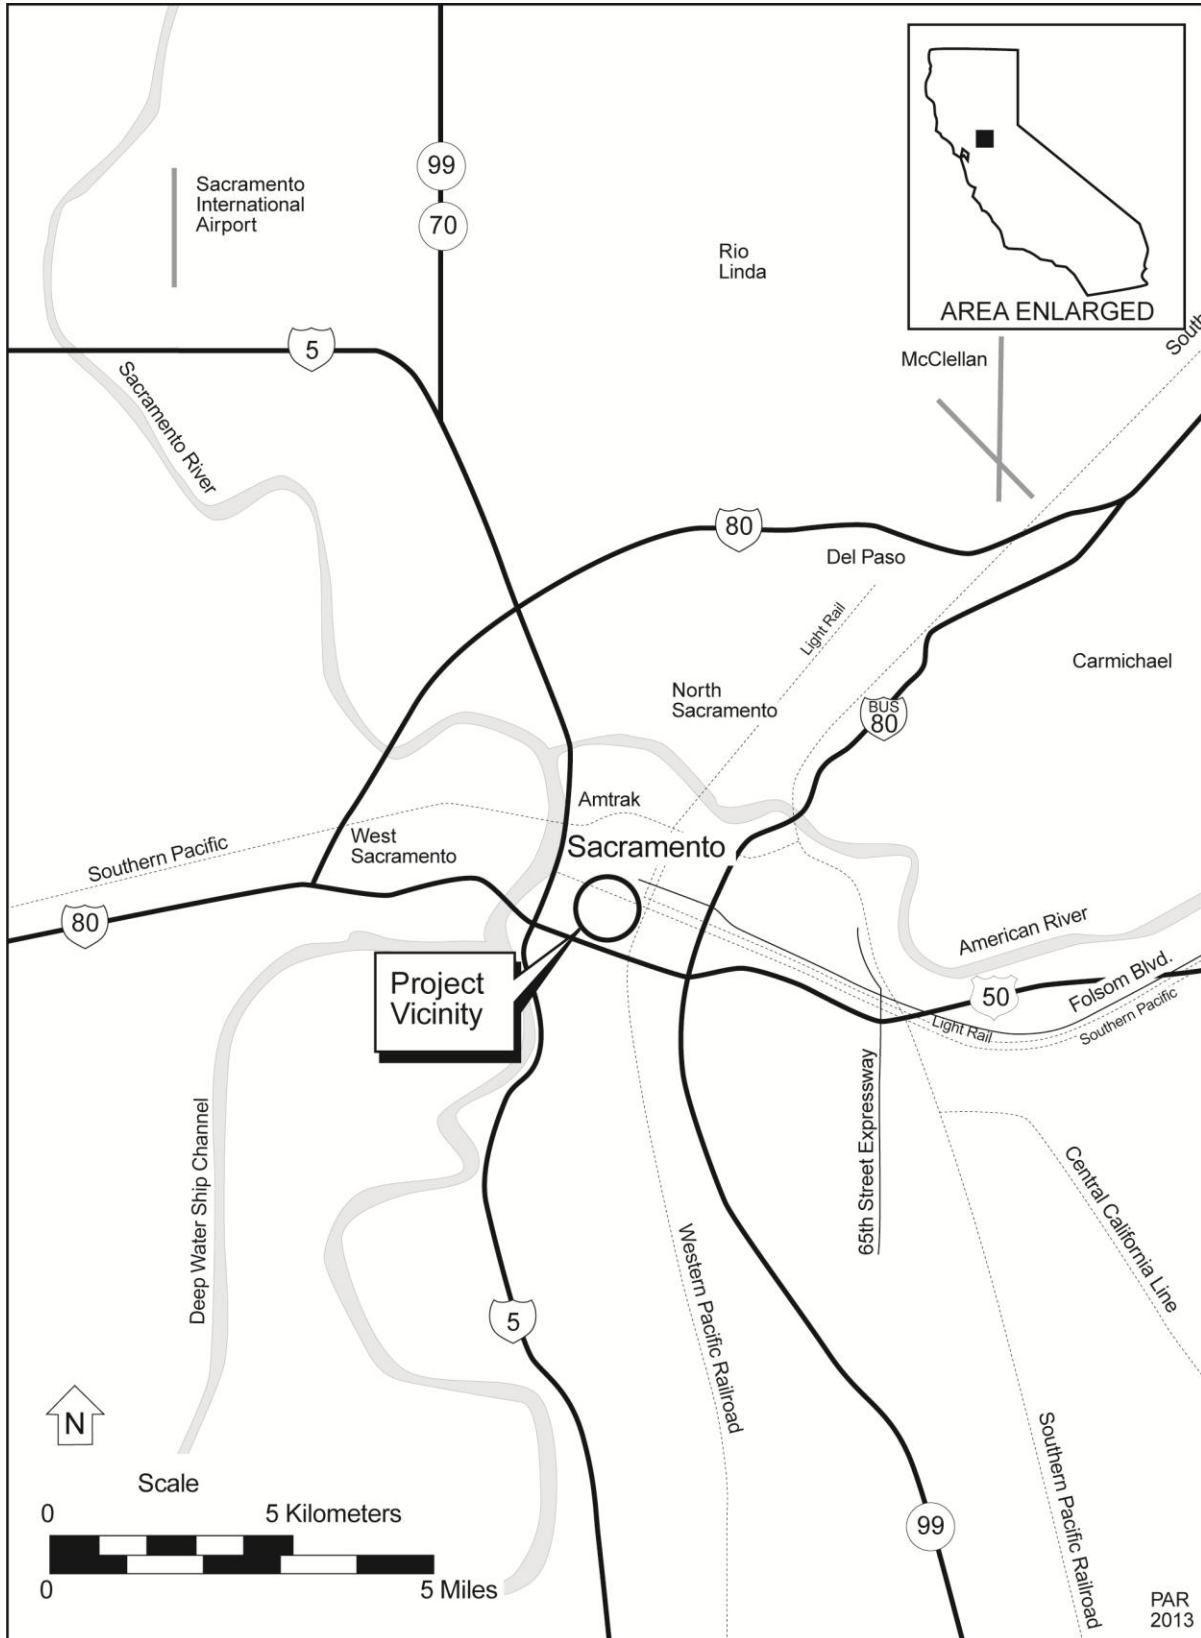 99
70
Sacramento
International
Airport
Rio
Linda
AREA ENLARGED
5
McClellan
South
Sacramento River
80
Del Paso
Light Rail
Carmichael
North
Sacramento
BUS
80
Amtrak
Sacramento
West
Sacramento
Southern Pacific
80
American River
Project
Vicinity
50
Folsom Blvd.
Light Rail
Southern Pacific
65th Street Expressway
Deep Water Ship Channel
Central California Line
Western Pacific Railroad
5
N
Southern Pacific Railroad
Scale
0 5 Kilometers
0 5 Miles
99
PAR
2013